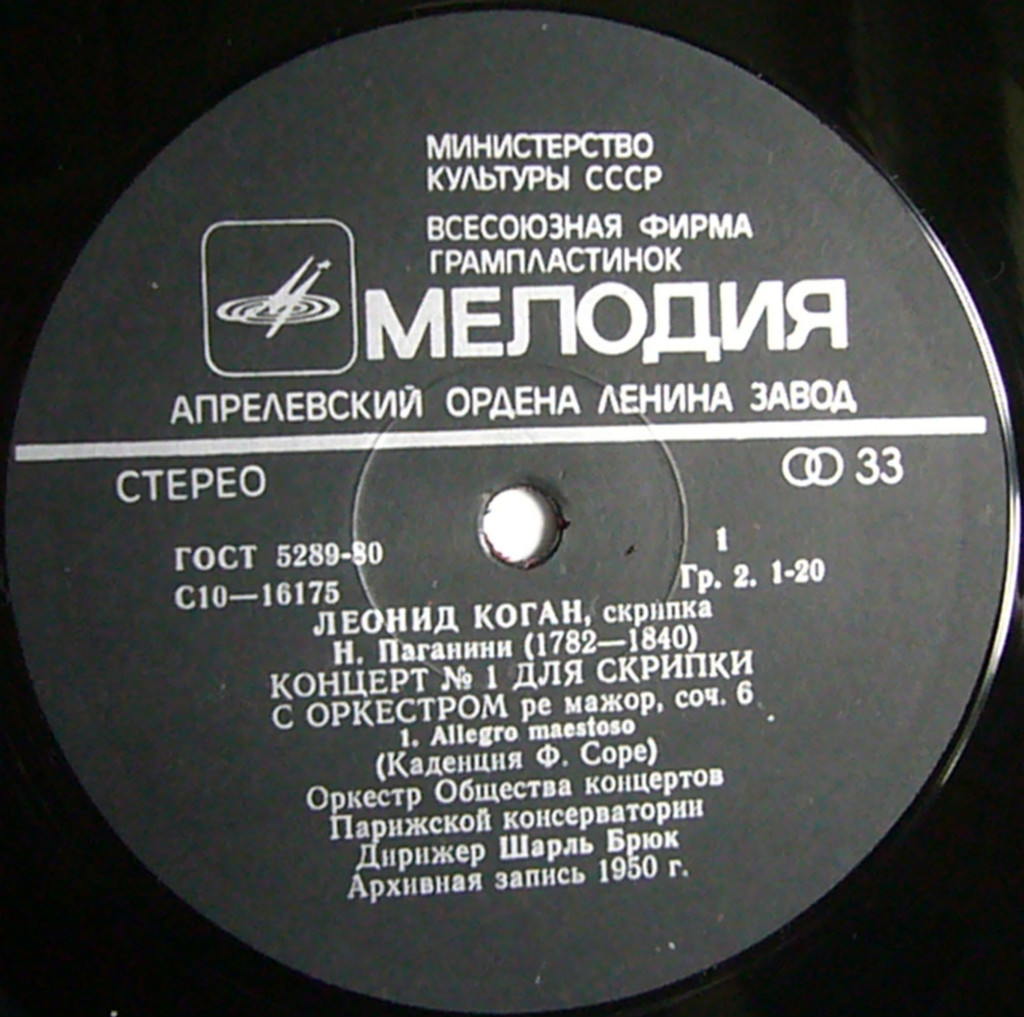 МИНИСТЕРСТВО
КУЛЬТУРЫ СССР
ВСЕСОЮЗНАЯ ФИРМА
ГРАМПЛАСТИНОК
МЕЛОДИЯ
АПРЕЛЕВСКИЙ ОРДЕНА ЛЕНИНА ЗАВОД
СТЕРЕО
33
ГОСТ 5289-80
1
С10—16175
Гр. 2. 1-20
ЛЕОНИД КОГАН, скрипка
Н. Паганини (1782—1840)
КОНЦЕРТ № 1 ДЛЯ СКРИПКИ
С ОРКЕСТРОМ ре мажор, соч. 6
1. Allegro maestoso
(Каденция Ф. Соре)
Оркестр Общества концертов
Парижской консерватории
Дирижер Шарль Брюк
Архивная запись 1950 г.